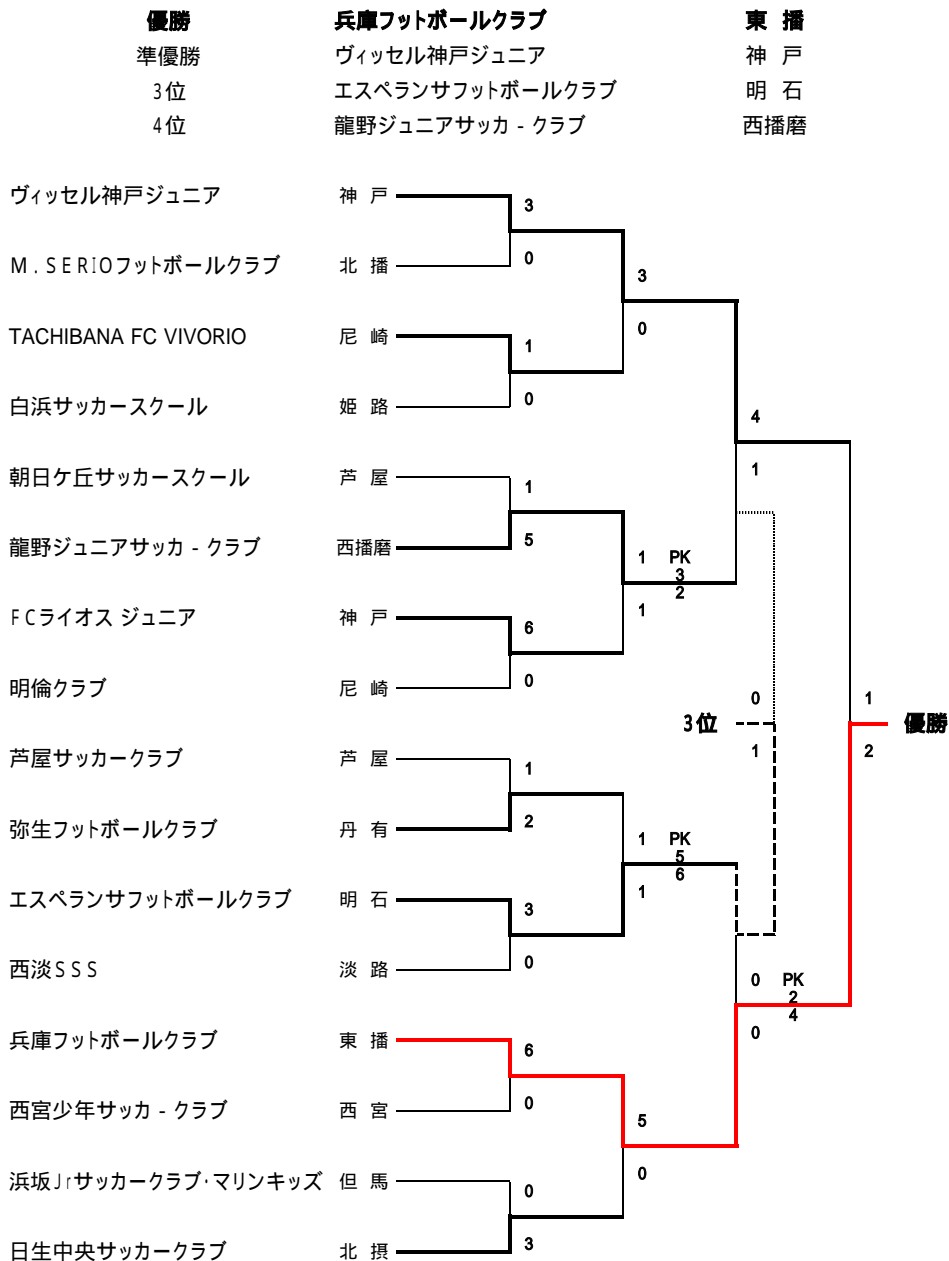 優勝 兵庫フットボールクラブ 東 播
準優勝 ヴィッセル神戸ジュニア 神 戸
3位 エスペランサフットボールクラブ 明 石
4位 龍野ジュニアサッカ - クラブ 西播磨
ヴィッセル神戸ジュニア 神 戸
3
M.SERIOフットボールクラブ 北 播
0
3
0
TACHIBANA FC VIVORIO 尼 崎
1
白浜サッカースクール 姫 路
0
4
1
朝日ケ丘サッカースクール 芦 屋
1
龍野ジュニアサッカ - クラブ 西播磨
5
1 PK
3
2
1
FCライオス ジュニア 神 戸
6
明倫クラブ 尼 崎
0
0 1
3位 優勝
1 2
芦屋サッカークラブ 芦 屋
1
弥生フットボールクラブ 丹 有
2
1 PK
5
6
1
エスペランサフットボールクラブ 明 石
3
西淡SSS 淡 路
0
0 PK
2
4
0
兵庫フットボールクラブ 東 播
6
西宮少年サッカ - クラブ 西 宮
0
5
0
浜坂Jrサッカークラブ・マリンキッズ 但 馬
0
日生中央サッカークラブ 北 摂
3